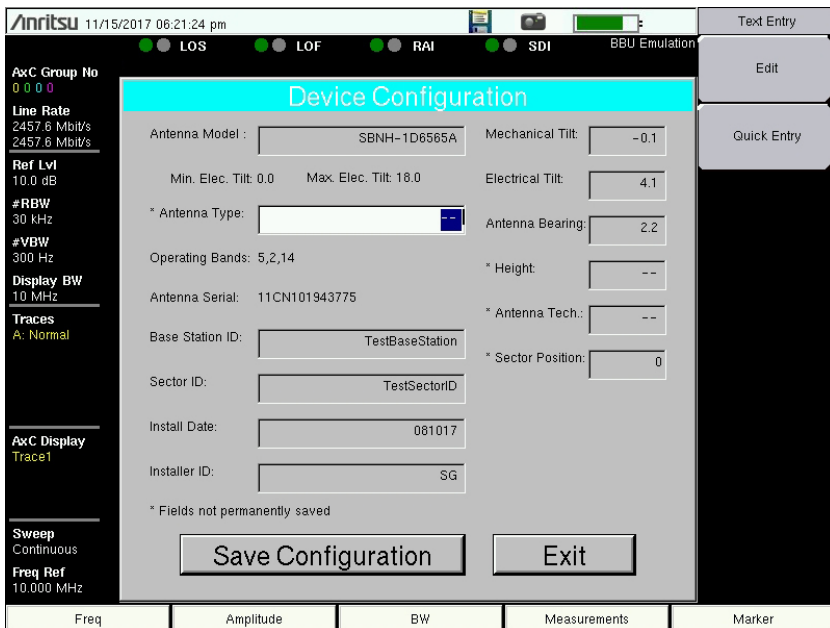 Anritsu 11/15/2017 06:21:24 pm
Text Entry
LOS LOF RAI SDI BBU Emulation
Edit
Quick Entry
AxC Group No
0 0 0 0
Line Rate
2457.6 Mbit/s
2457.6 Mbit/s
Ref Lvl
10.0 dB
#RBW
30 kHz
#VBW
300 Hz
Display BW
10 MHz
Traces
A: Normal
AxC Display
Trace1
Sweep
Continuous
Freq Ref
10.000 MHz
Device Configuration
Antenna Model : SBNH-1D6565A
Min. Elec. Tilt: 0.0 Max. Elec. Tilt: 18.0
* Antenna Type: --
Operating Bands: 5,2,14
Antenna Serial: 11CN101943775
Base Station ID: TestBaseStation
Sector ID: TestSectorID
Install Date: 081017
Installer ID: SG
* Fields not permanently saved
Mechanical Tilt: -0.1
Electrical Tilt: 4.1
Antenna Bearing: 2.2
* Height: --
* Antenna Tech.: --
* Sector Position: 0
Save Configuration Exit
Freq Amplitude BW Measurements Marker